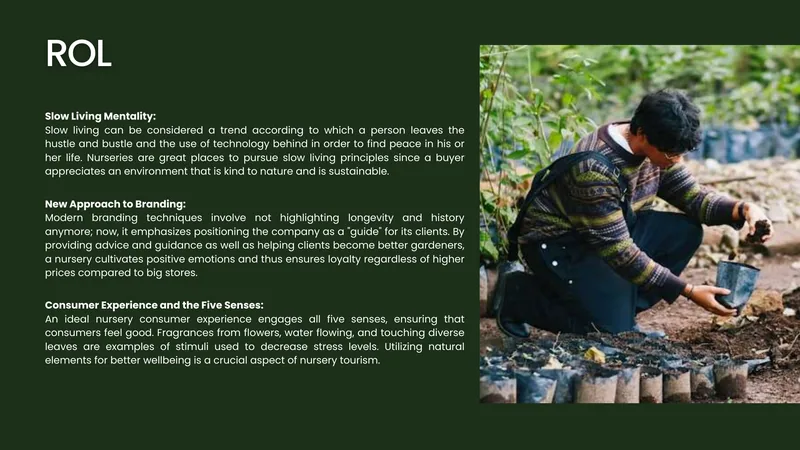 ROL
Slow Living Mentality:
Slow living can be considered a trend according to which a person leaves the
hustle and bustle and the use of technology behind in order to find peace in his or
her life. Nurseries are great places to pursue slow living principles since a buyer
appreciates an environment that is kind to nature and is sustainable.
New Approach to Branding:
Modern branding techniques involve not highlighting longevity and history
anymore; now, it emphasizes positioning the company as a "guide" for its clients. By
providing advice and guidance as well as helping clients become better gardeners,
a nursery cultivates positive emotions and thus ensures loyalty regardless of higher
prices compared to big stores.
Consumer Experience and the Five Senses:
An ideal nursery consumer experience engages all five senses, ensuring that
consumers feel good. Fragrances from flowers, water flowing, and touching diverse
leaves are examples of stimuli used to decrease stress levels. Utilizing natural
elements for better wellbeing is a crucial aspect of nursery tourism.